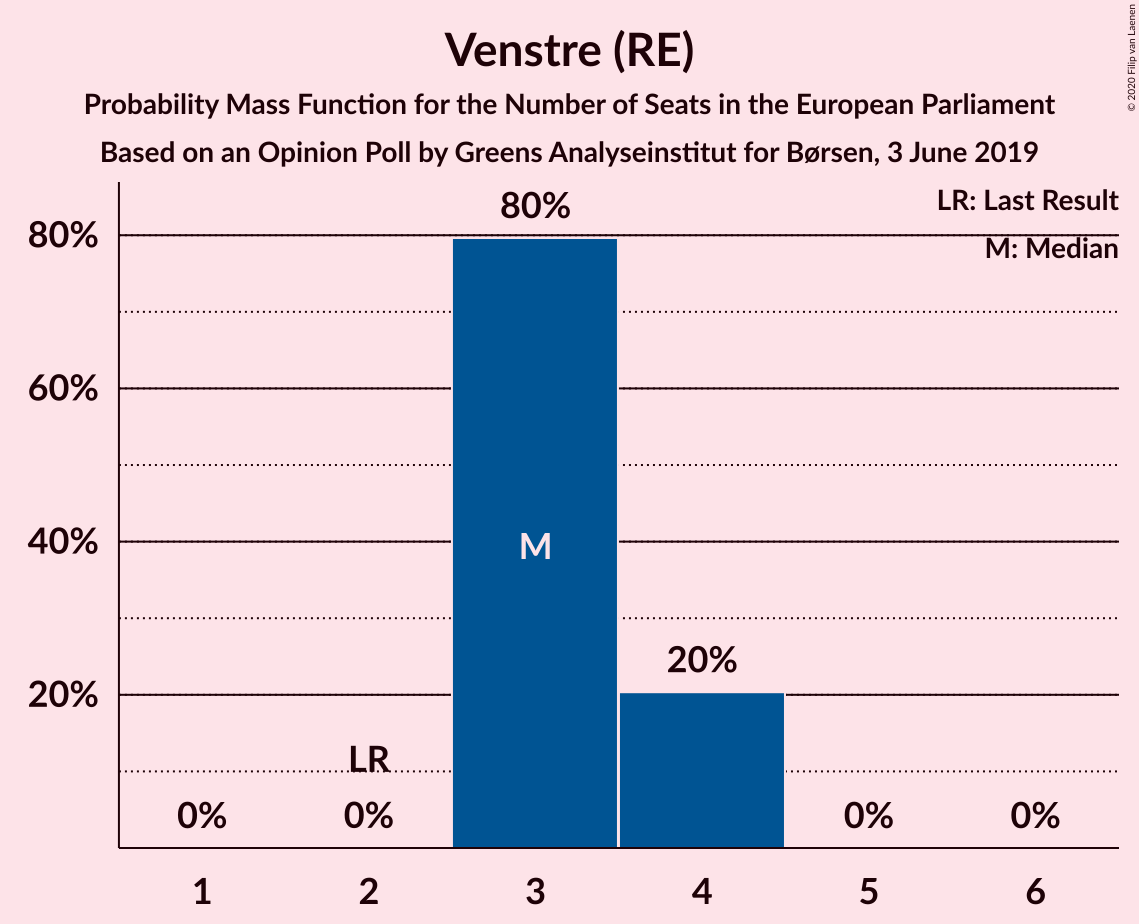 Venstre (RE)
Probability Mass Function for the Number of Seats in the European Parliament
Based on an Opinion Poll by Greens Analyseinstitut for Børsen, 3 June 2019
© 2020 Filip van Laenen
LR: Last Result
M: Median
80%
80%
60%
40%
20%
M
20%
LR
0%
0%
0%
0%
1
2
3
4
5
6